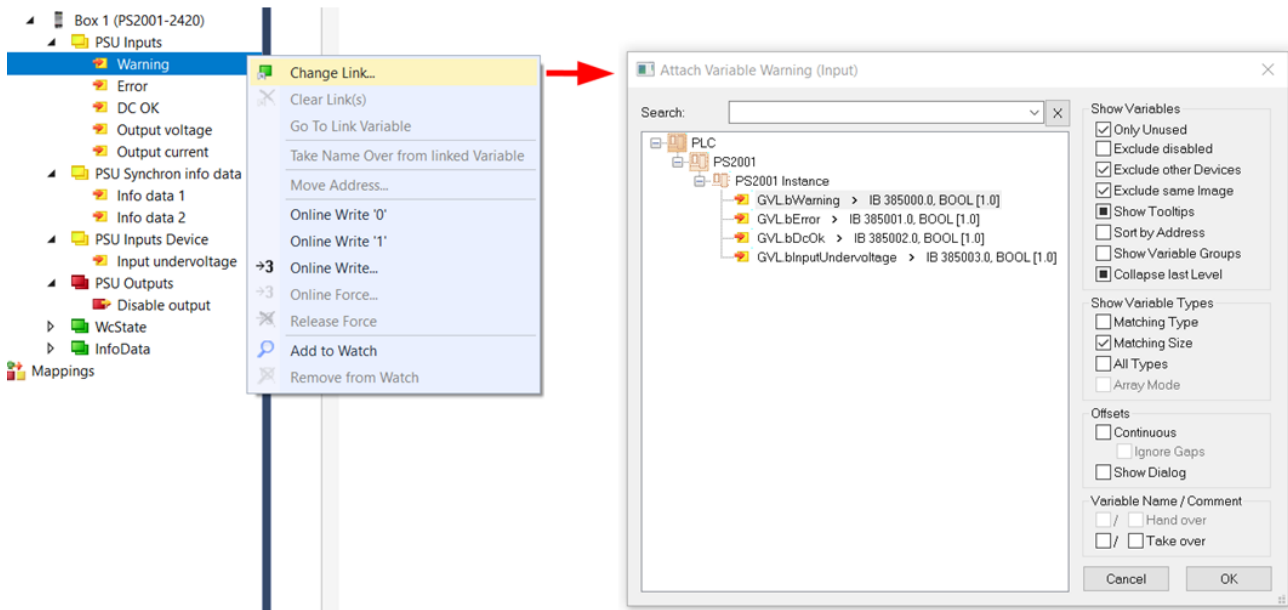 Box 1 (PS2001-2420)
PSU Inputs
Warning
Error
DC OK
Output voltage
Output current
PSU Synchron info data
Info data 1
Info data 2
PSU Inputs Device
Input undervoltage
PSU Outputs
Disable output
WcState
InfoData
Mappings
Change Link...
Clear Link(s)
Go To Link Variable
Take Name Over from linked Variable
Move Address...
Online Write '0'
Online Write '1'
→3 Online Write...
→3 Online Force...
Release Force
Add to Watch
Remove from Watch
Attach Variable Warning (Input)
Search:
PLC
PS2001
PS2001 Instance
GVL.bWarning > IB 385000.0, BOOL [1.0]
GVL.bError > IB 385001.0, BOOL [1.0]
GVL.bDcOk > IB 385002.0, BOOL [1.0]
GVL.bInputUndervoltage > IB 385003.0, BOOL [1.0]
Show Variables
Only Unused
Exclude disabled
Exclude other Devices
Exclude same Image
Show Tooltips
Sort by Address
Show Variable Groups
Collapse last Level
Show Variable Types
Matching Type
Matching Size
All Types
Array Mode
Offsets
Continuous
Ignore Gaps
Show Dialog
Variable Name / Comment
/ Hand over
/ Take over
Cancel OK